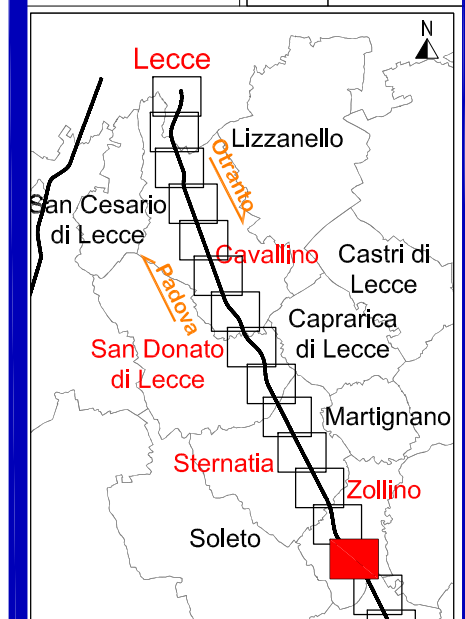 N
Lecce
Lizzanello
Otranto
San Cesario
di Lecce
Cavallino
Castri di
Lecce
Padova
Caprarica
di Lecce
San Donato
di Lecce
Martignano
Sternatia
Zollino
Soleto